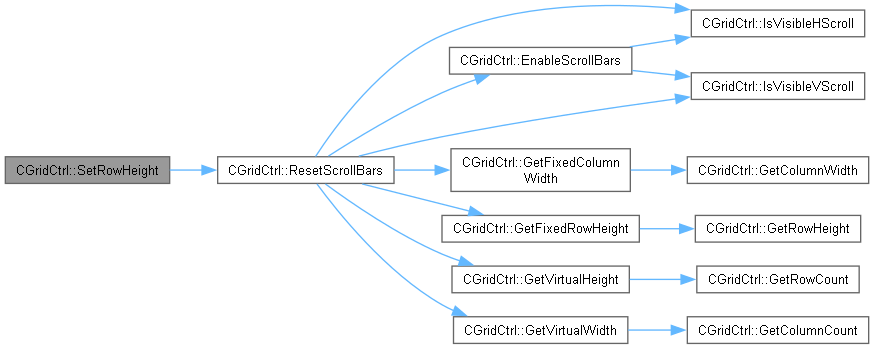 CGridCtrl::SetRowHeight
CGridCtrl::ResetScrollBars
CGridCtrl::EnableScrollBars
CGridCtrl::IsVisibleHScroll
CGridCtrl::IsVisibleVScroll
CGridCtrl::GetFixedColumn
Width
CGridCtrl::GetColumnWidth
CGridCtrl::GetFixedRowHeight
CGridCtrl::GetRowHeight
CGridCtrl::GetVirtualHeight
CGridCtrl::GetRowCount
CGridCtrl::GetVirtualWidth
CGridCtrl::GetColumnCount